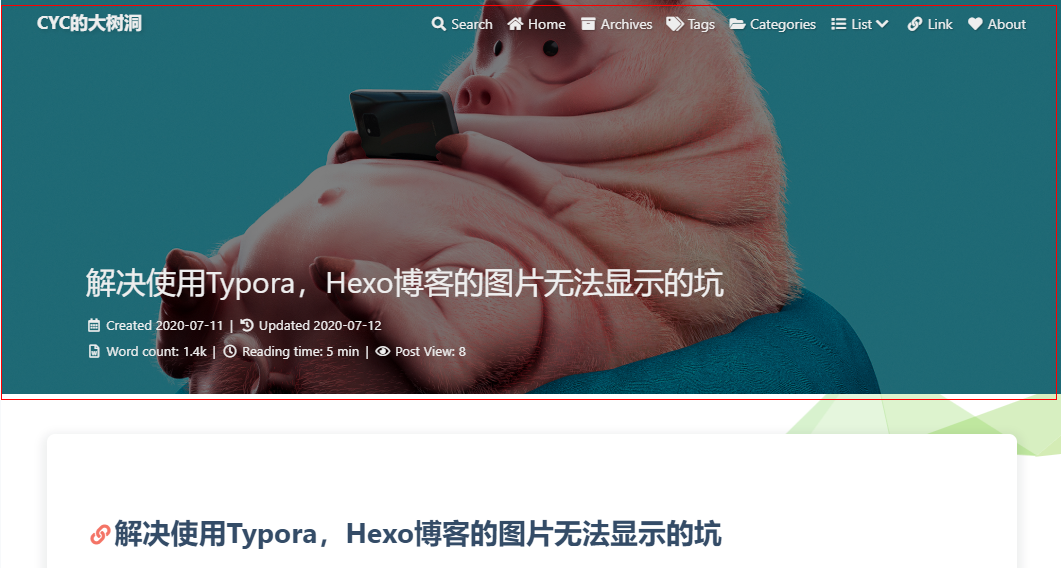 CYC的大树洞
Search Home Archives Tags Categories List Link About
解决使用Typora，Hexo博客的图片无法显示的坑
Created 2020-07-11 | Updated 2020-07-12
Word count: 1.4k | Reading time: 5 min | Post View: 8
解决使用Typora，Hexo博客的图片无法显示的坑